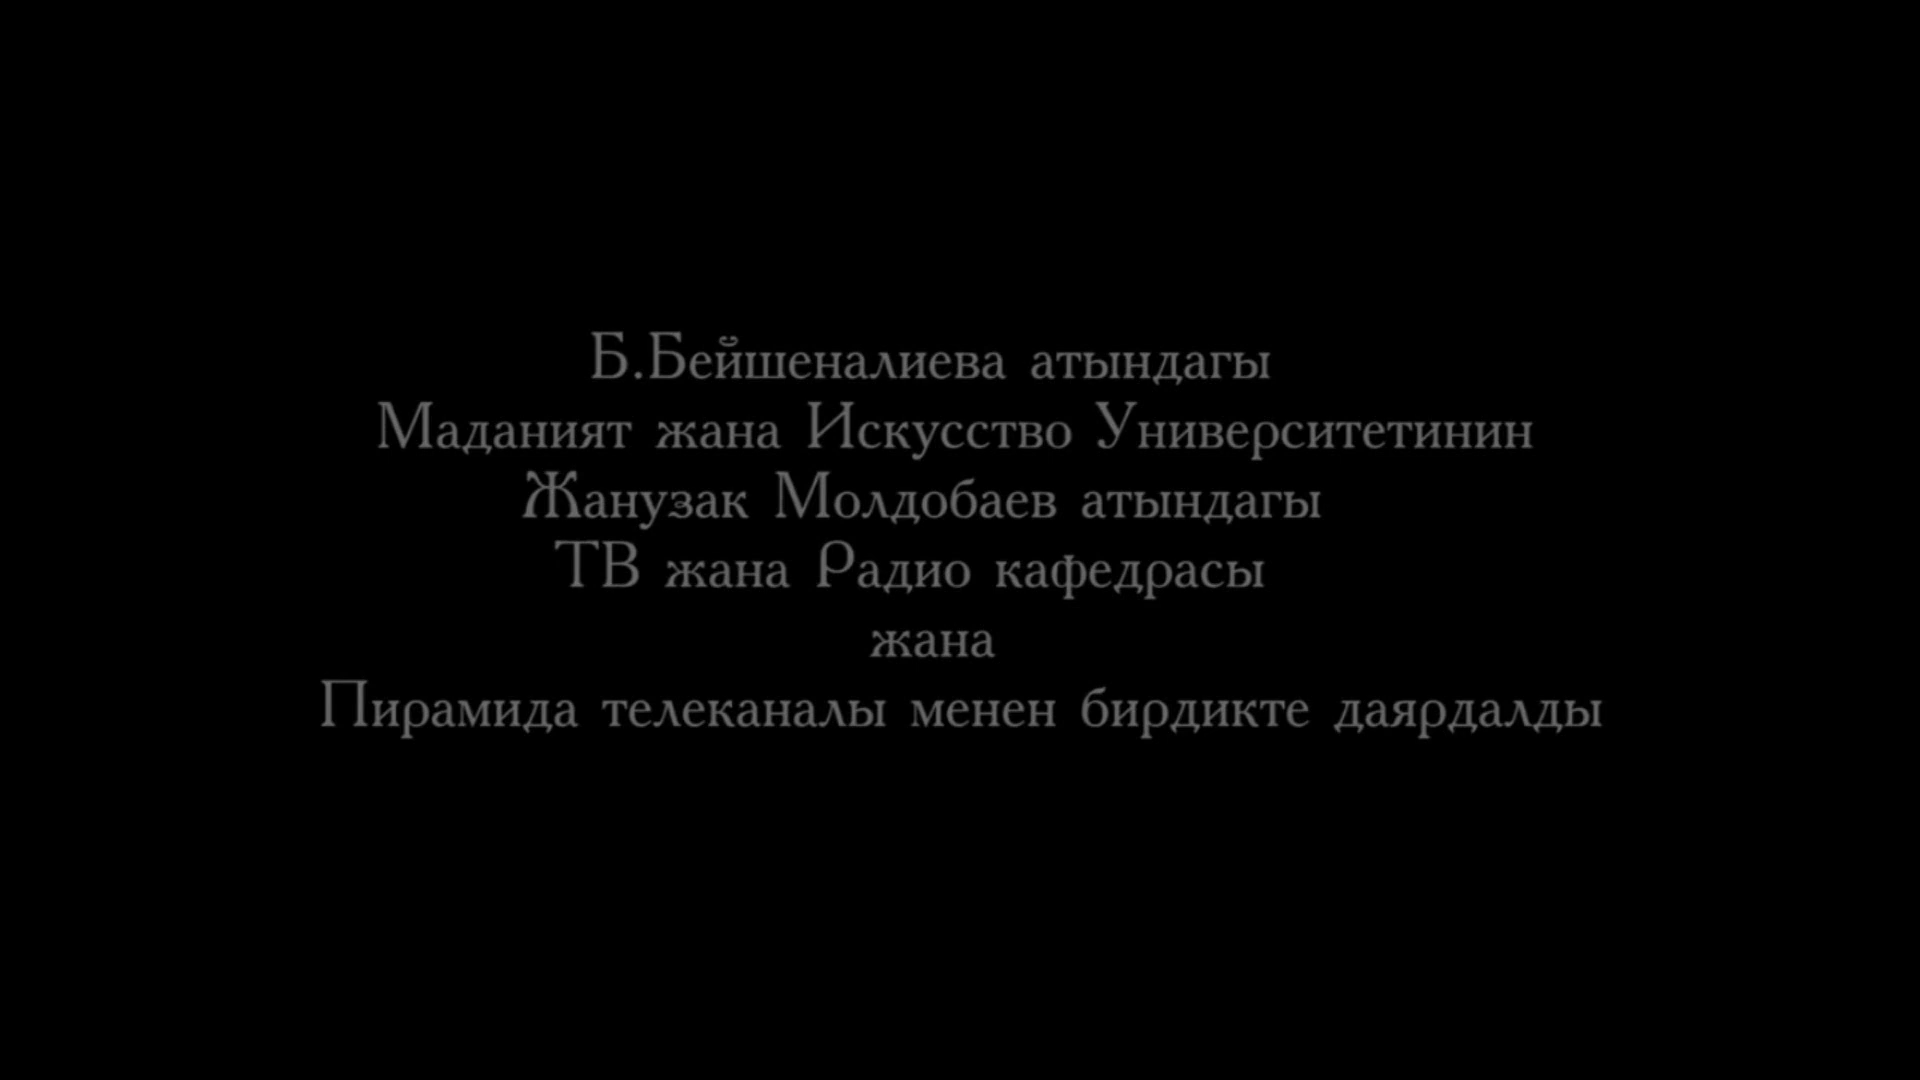 Б.Бейшеналиева атындагы
Маданият жана Искусство Университетинин
Жанузак Молдобаев атындагы
ТВ жана Радио кафедрасы
жана
Пирамида телеканалы менен бирдикте даярдалды